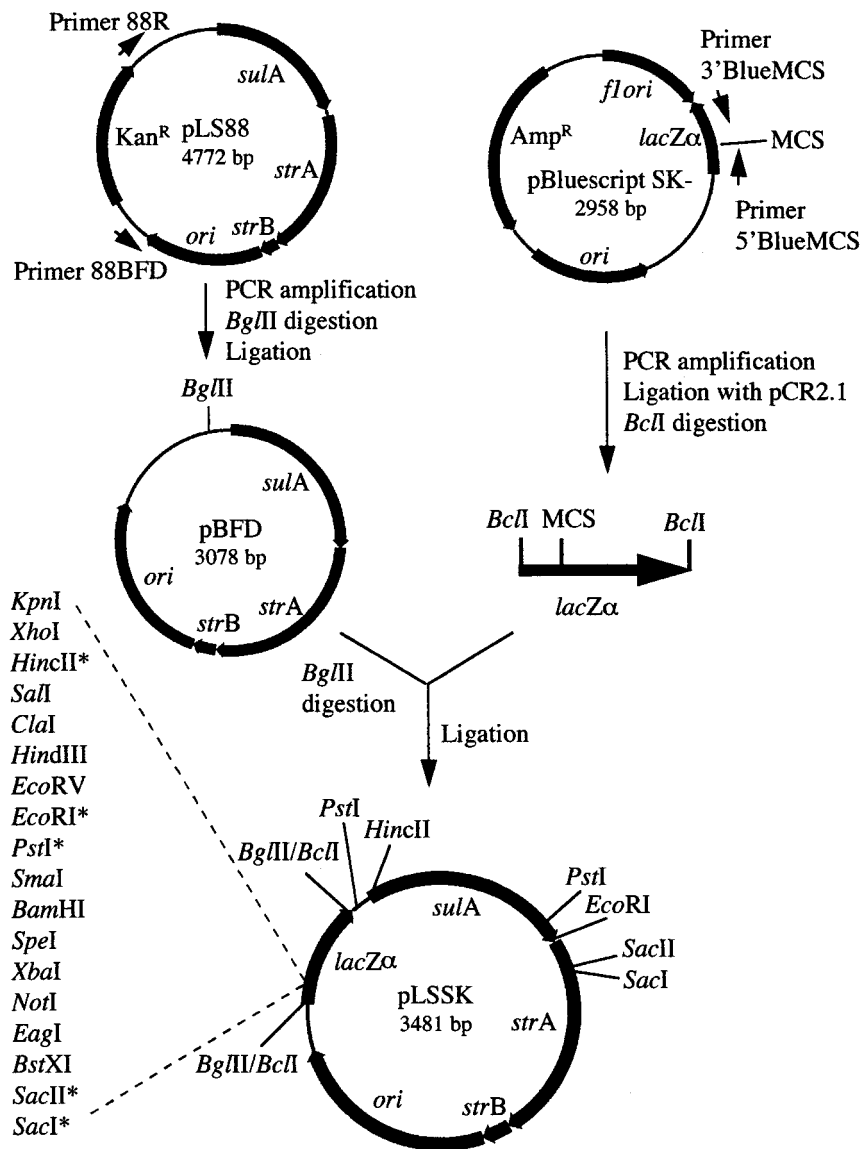 Primer 88R
sulA
KanR
pLS88
4772 bp
strA
strB
ori
Primer 88BFD
PCR amplification
BglII digestion
Ligation
Primer
3'BlueMCS
f1ori
AmpR
lacZα
MCS
pBluescript SK-
2958 bp
Primer
5'BlueMCS
ori
PCR amplification
Ligation with pCR2.1
BclI digestion
BglII
sulA
pBFD
3078 bp
ori
strA
strB
BclI MCS BclI
lacZα
BglII
digestion
Ligation
KpnI
XhoI
HincII*
SalI
ClaI
HindIII
EcoRV
EcoRI*
PstI*
SmaI
BamHI
SpeI
XbaI
NotI
EagI
BstXI
SacII*
SacI*
PstI
HincII
BglII/BclI
PstI
EcoRI
sulA
SacII
SacI
lacZα
pLSSK
3481 bp
strA
BglII/BclI
ori
strB